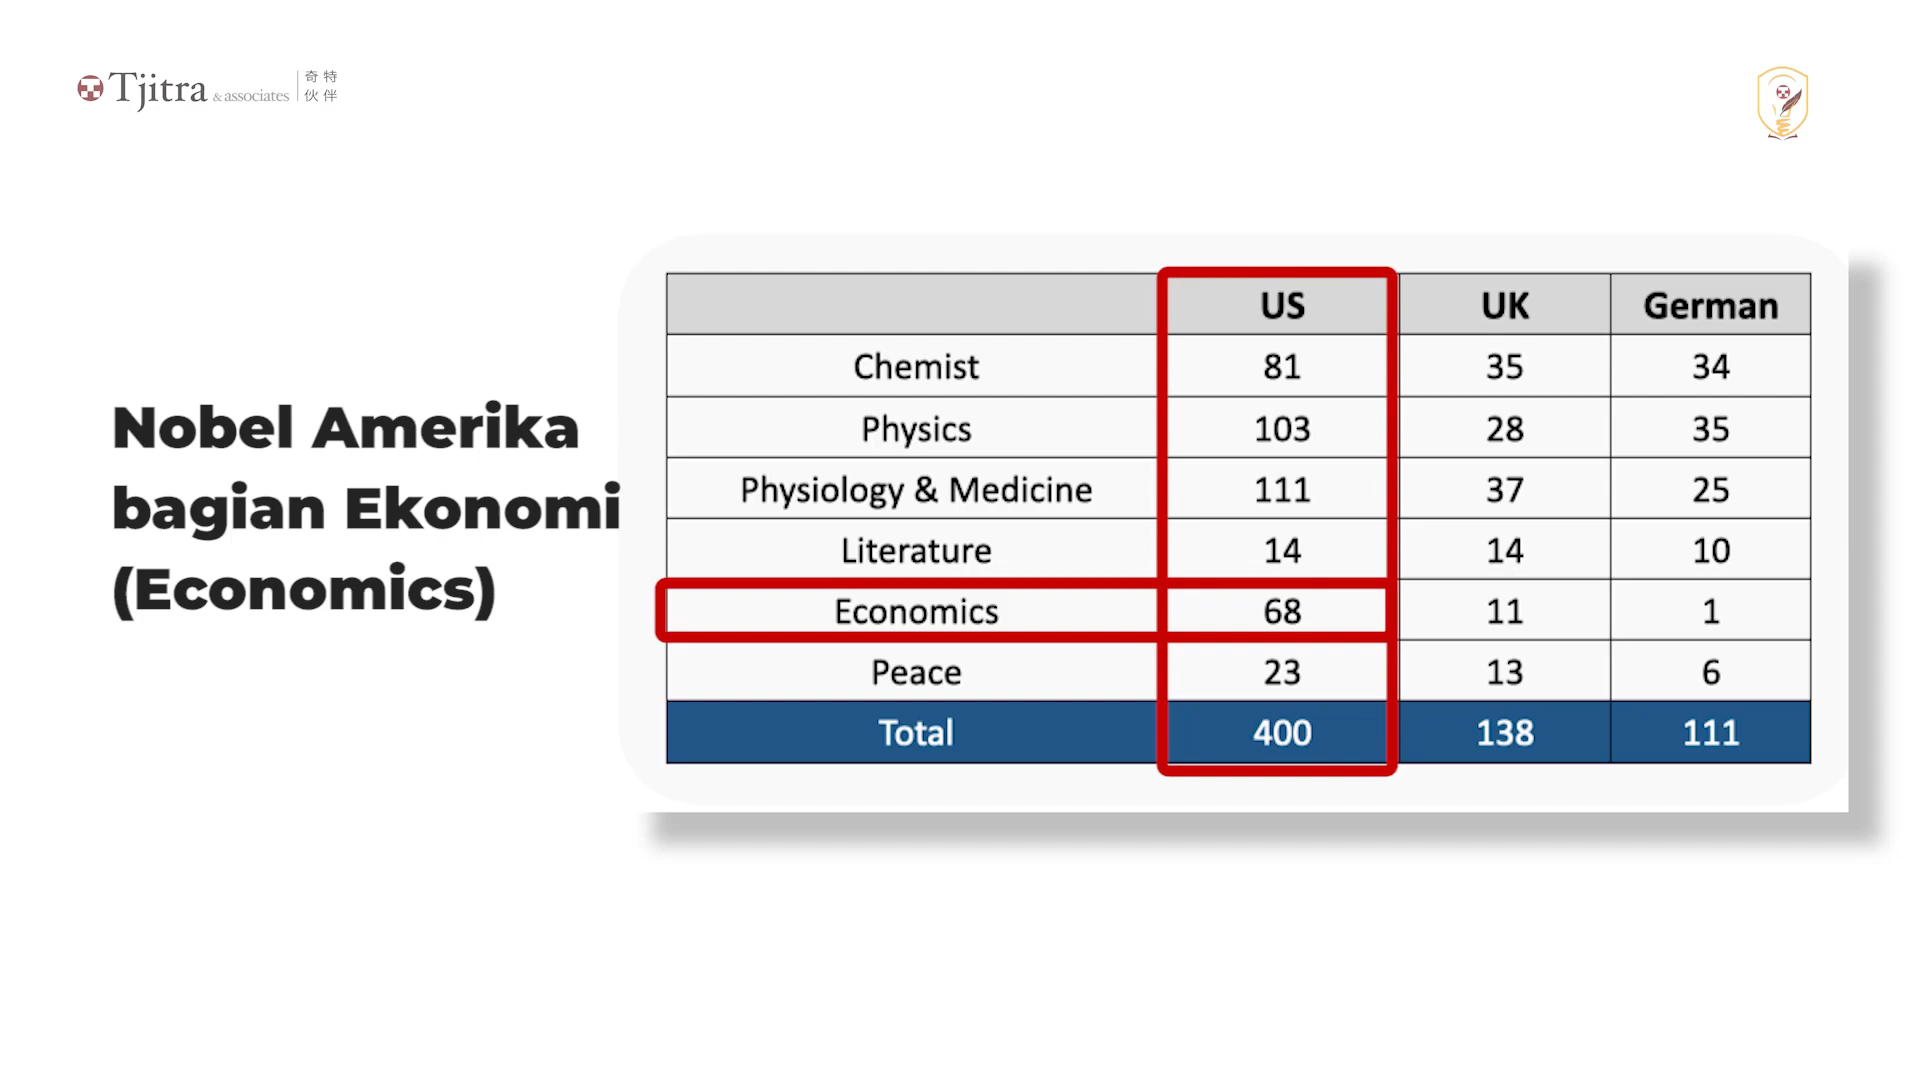 Tjitra & associates 奇特
伙伴
Nobel Amerika
bagian Ekonomi
(Economics)
US UK German
Chemist 81 35 34
Physics 103 28 35
Physiology & Medicine 111 37 25
Literature 14 14 10
Economics 68 11 1
Peace 23 13 6
Total 400 138 111